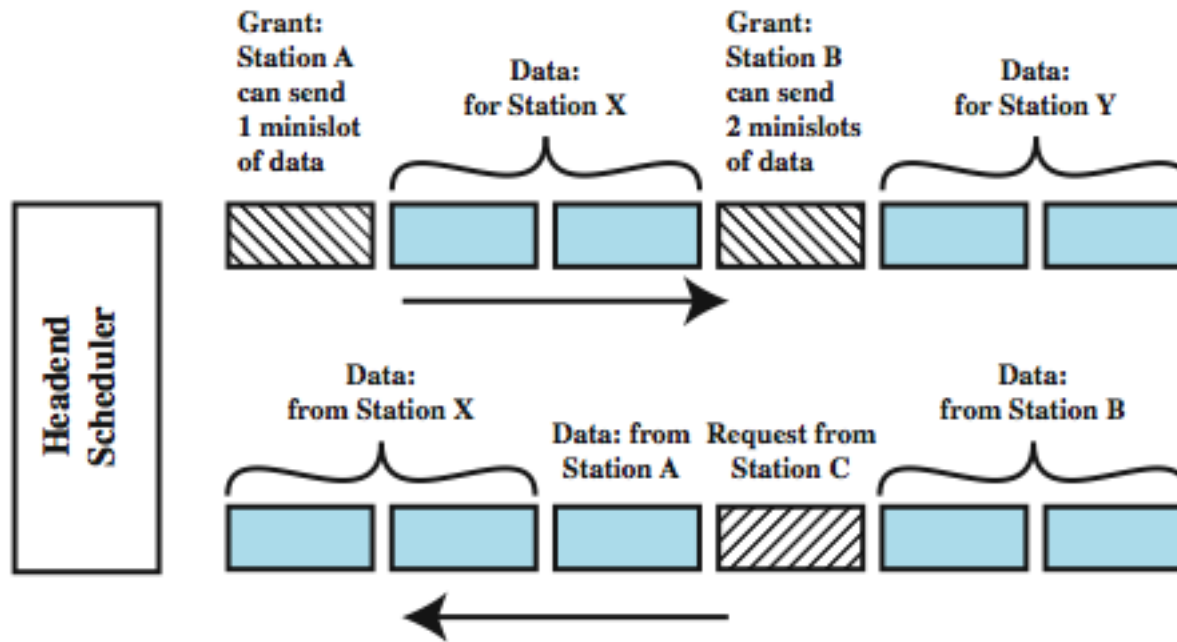 Grant:
Station A
can send
1 minislot
of data
Data:
for Station X
Grant:
Station B
can send
2 minislots
of data
Data:
for Station Y
Headend
Scheduler
Data:
from Station X
Data: from
Station A
Request from
Station C
Data:
from Station B